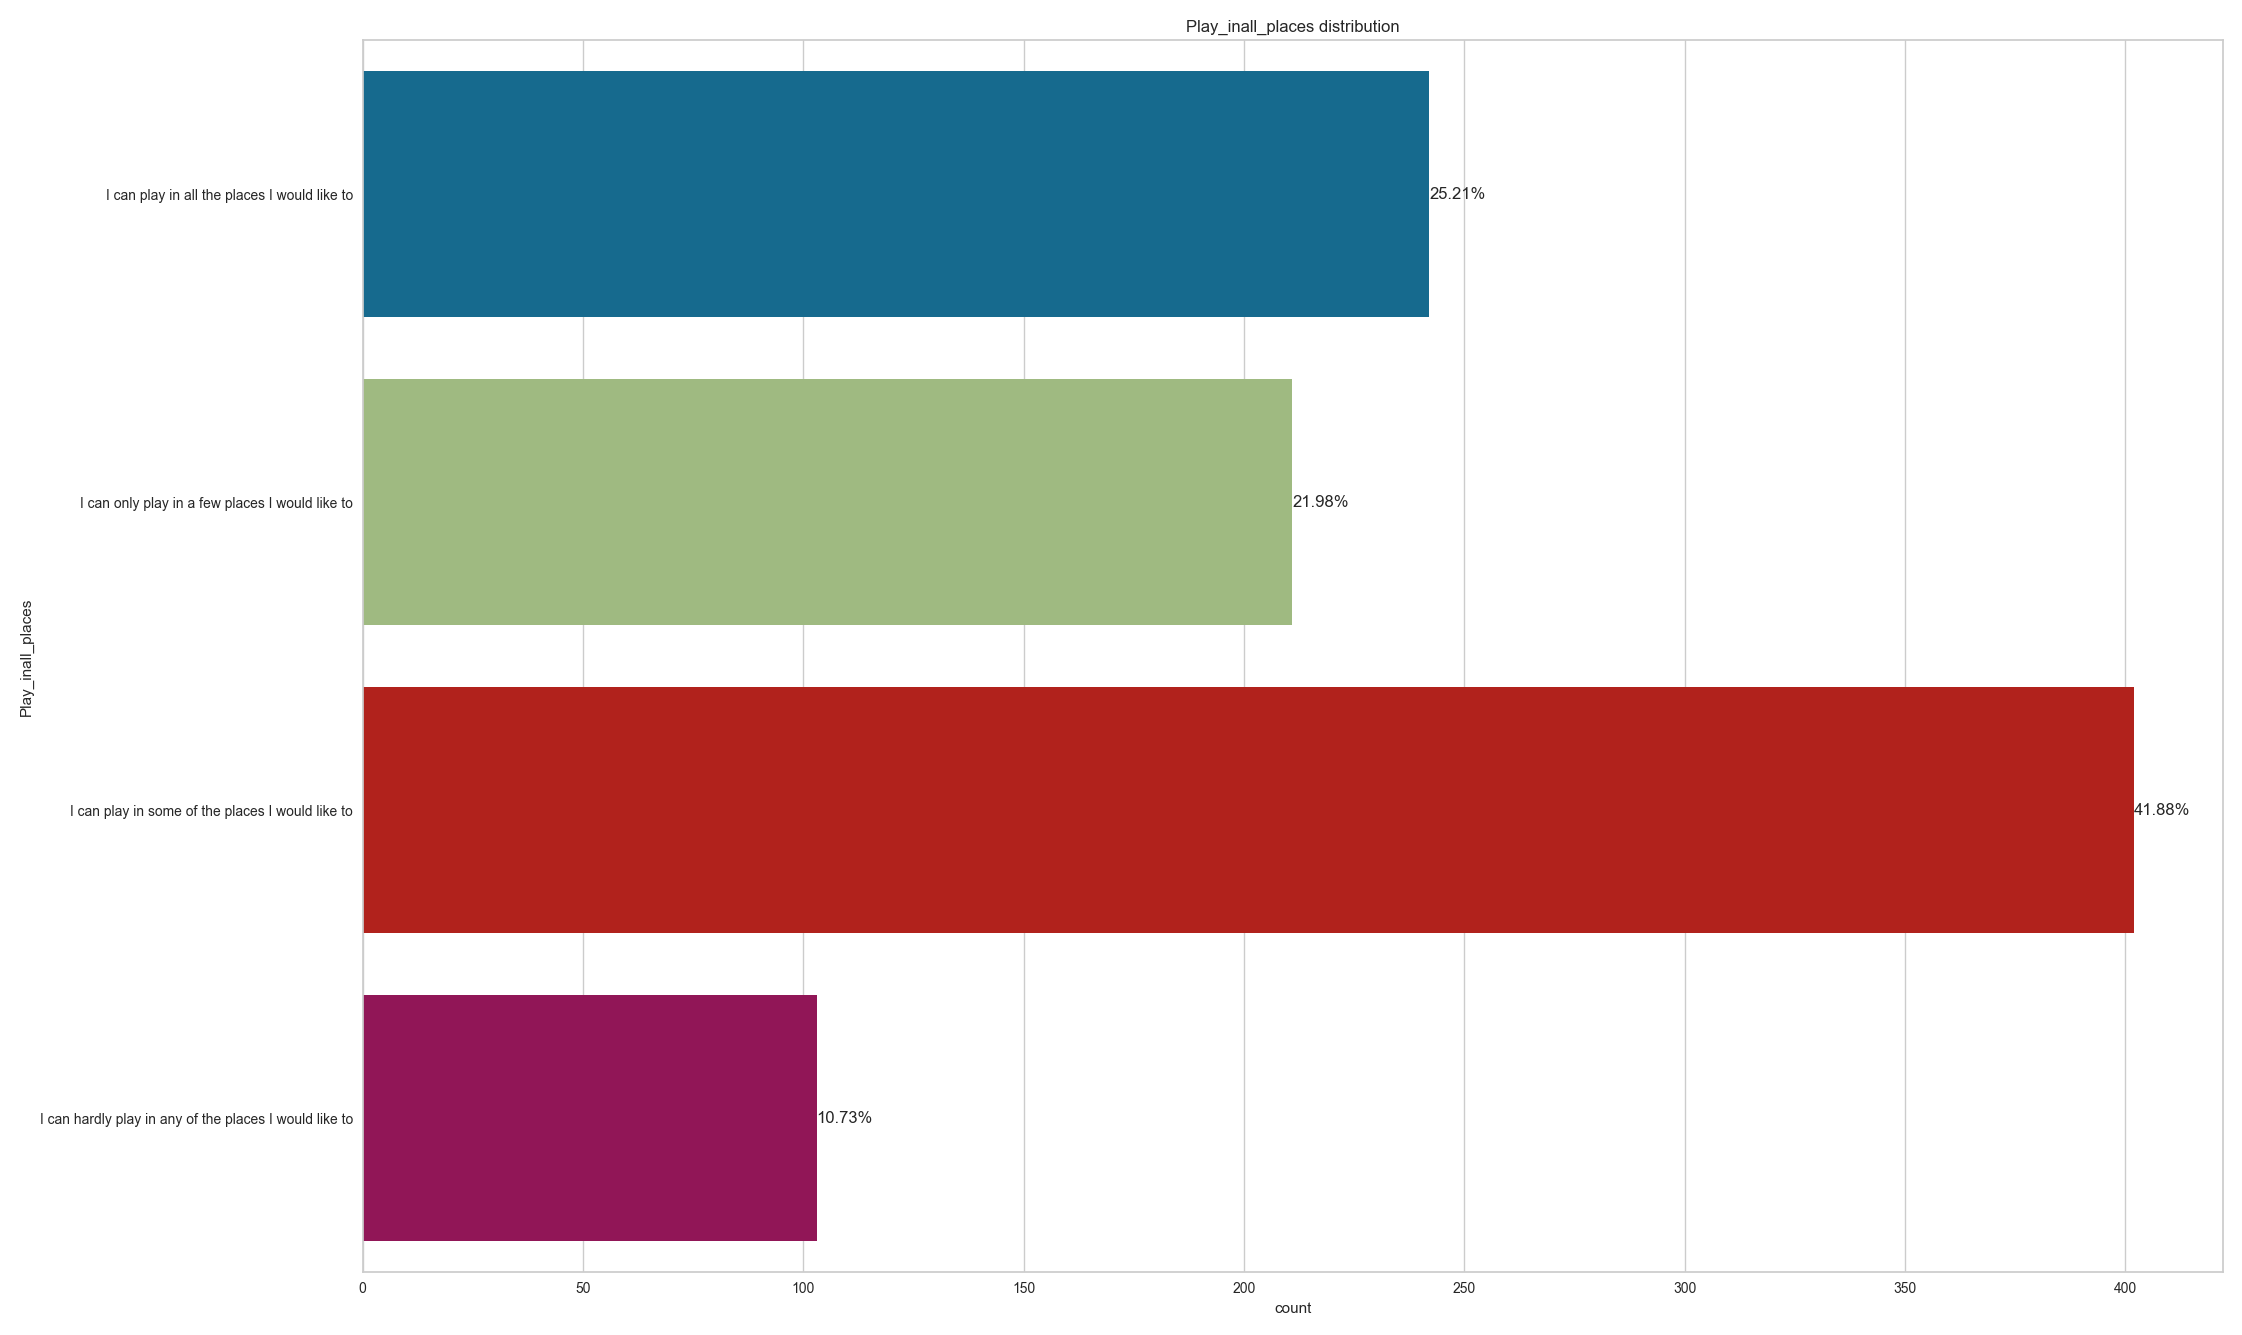 Play_inall_places distribution
I can play in all the places I would like to
25.21%
I can only play in a few places I would like to
21.98%
Play_inall_places
I can play in some of the places I would like to
41.88%
I can hardly play in any of the places I would like to
10.73%
0
50
100
150
200
250
300
350
400
count